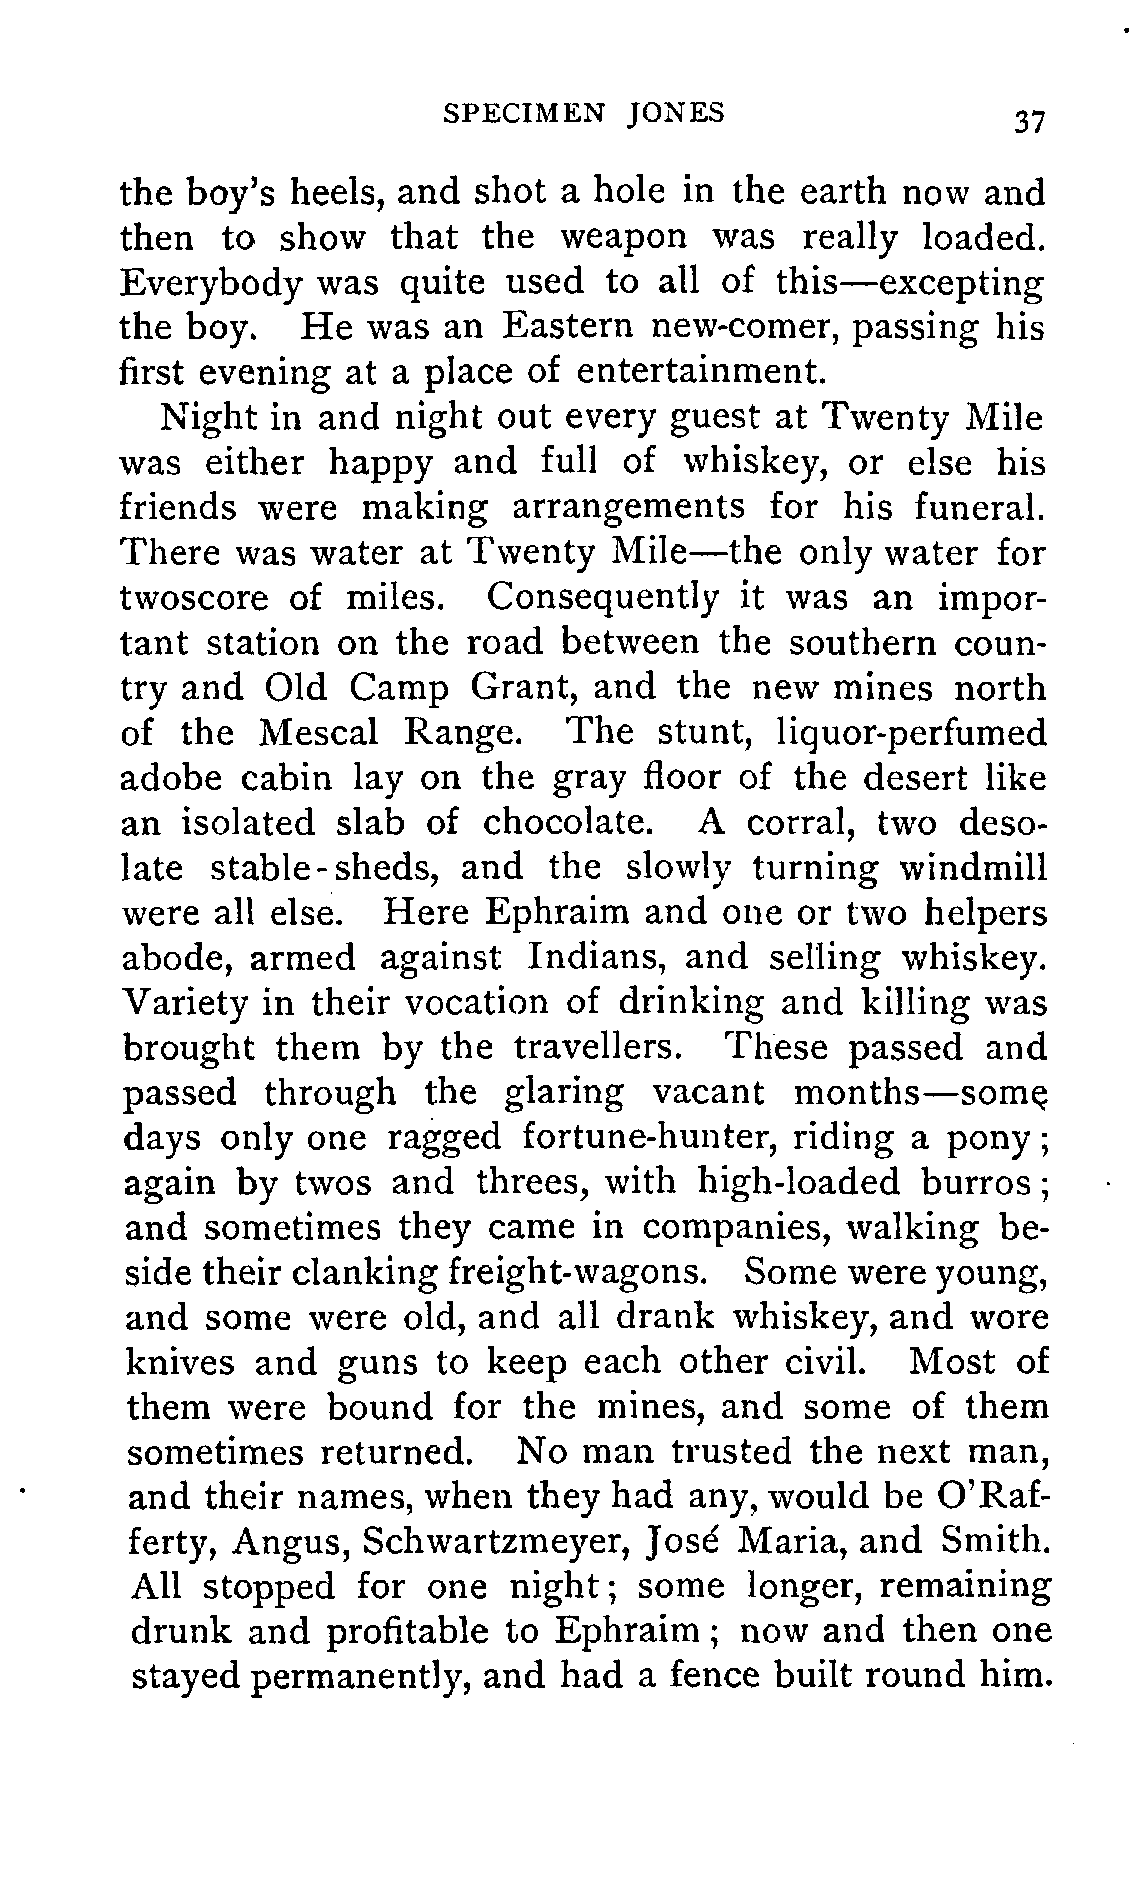 SPECIMEN JONES 37
the boy's heels, and shot a hole in the earth now and
then to show that the weapon was really loaded.
Everybody was quite used to all of this—excepting
the boy. He was an Eastern new-comer, passing his
first evening at a place of entertainment.
Night in and night out every guest at Twenty Mile
was either happy and full of whiskey, or else his
friends were making arrangements for his funeral.
There was water at Twenty Mile—the only water for
twoscore of miles. Consequently it was an impor-
tant station on the road between the southern coun-
try and Old Camp Grant, and the new mines north
of the Mescal Range. The stunt, liquor-perfumed
adobe cabin lay on the gray floor of the desert like
an isolated slab of chocolate. A corral, two deso-
late stable-sheds, and the slowly turning windmill
were all else. Here Ephraim and one or two helpers
abode, armed against Indians, and selling whiskey.
Variety in their vocation of drinking and killing was
brought them by the travellers. These passed and
passed through the glaring vacant months—some
days only one ragged fortune-hunter, riding a pony;
again by twos and threes, with high-loaded burros;
and sometimes they came in companies, walking be-
side their clanking freight-wagons. Some were young,
and some were old, and all drank whiskey, and wore
knives and guns to keep each other civil. Most of
them were bound for the mines, and some of them
sometimes returned. No man trusted the next man,
and their names, when they had any, would be O'Raf-
ferty, Angus, Schwartzmeyer, José Maria, and Smith.
All stopped for one night; some longer, remaining
drunk and profitable to Ephraim; now and then one
stayed permanently, and had a fence built round him.